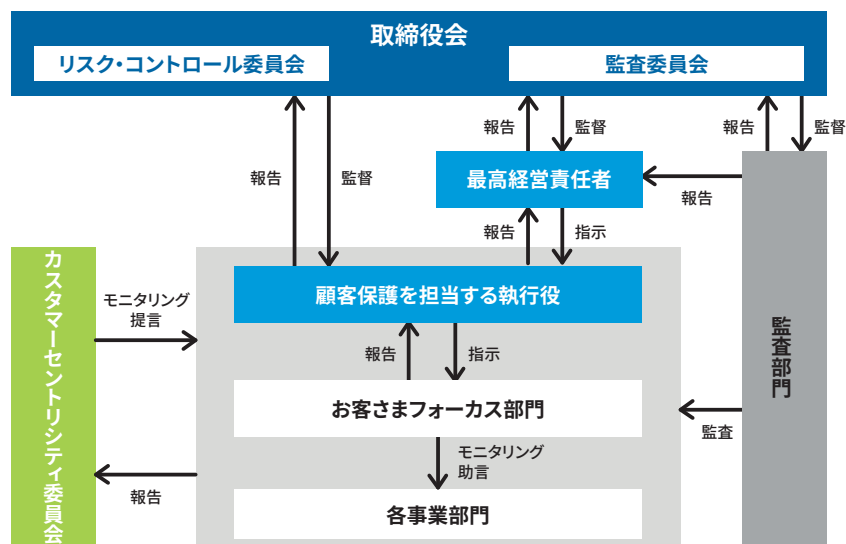 取締役会
リスク・コントロール委員会
監査委員会
報告
監督
報告
監督
報告
監督
最高経営責任者
報告
報告
指示
カスタマーセントリシティ委員会
モニタリング
提言
顧客保護を担当する執行役
監査部門
報告
指示
お客さまフォーカス部門
監査
モニタリング
助言
報告
各事業部門